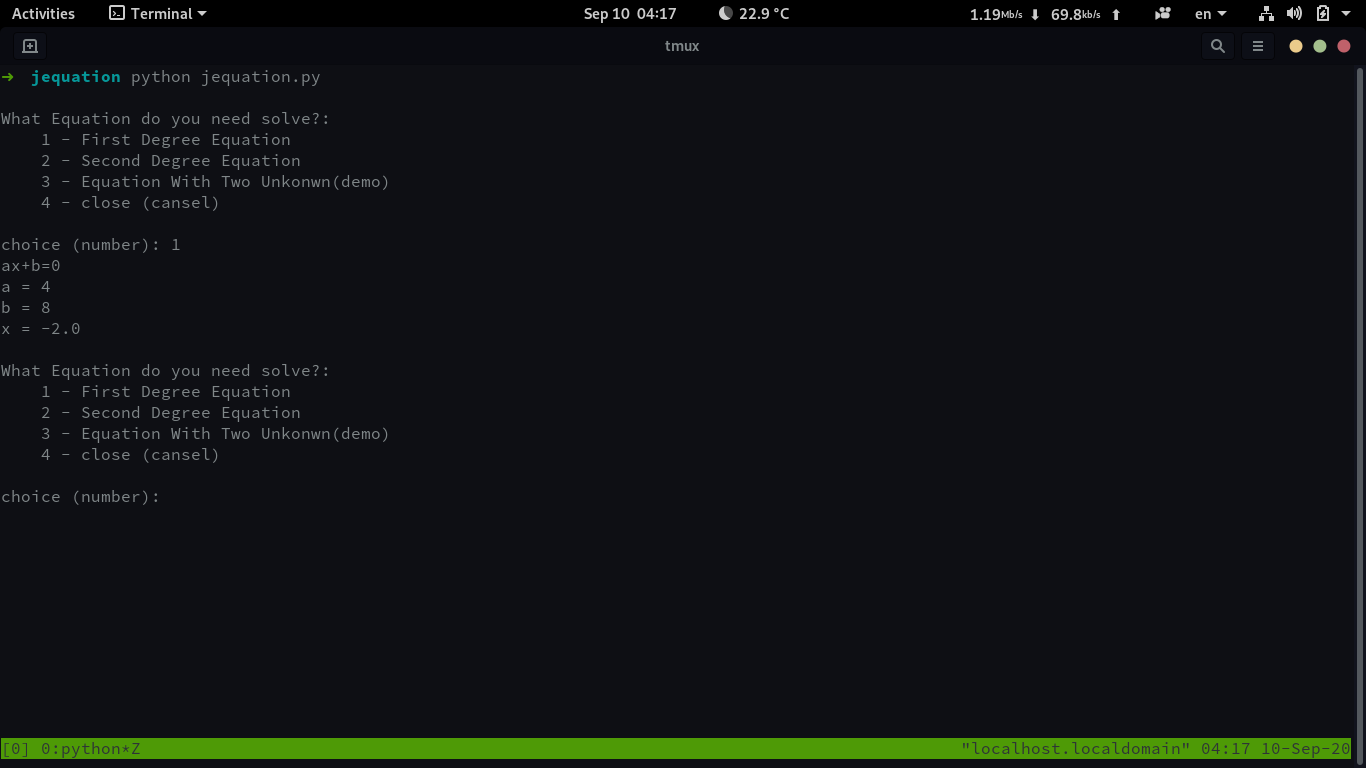 Activities Terminal Sep 10 04:17 22.9 °C 1.19Mb/s ⬇ 69.8kb/s ⬆ en
tmux
➜ jequation python jequation.py
What Equation do you need solve?:
1 - First Degree Equation
2 - Second Degree Equation
3 - Equation With Two Unkonwn(demo)
4 - close (cansel)
choice (number): 1
ax+b=0
a = 4
b = 8
x = -2.0
What Equation do you need solve?:
1 - First Degree Equation
2 - Second Degree Equation
3 - Equation With Two Unkonwn(demo)
4 - close (cansel)
choice (number):
[0] 0:python*Z "localhost.localdomain" 04:17 10-Sep-20